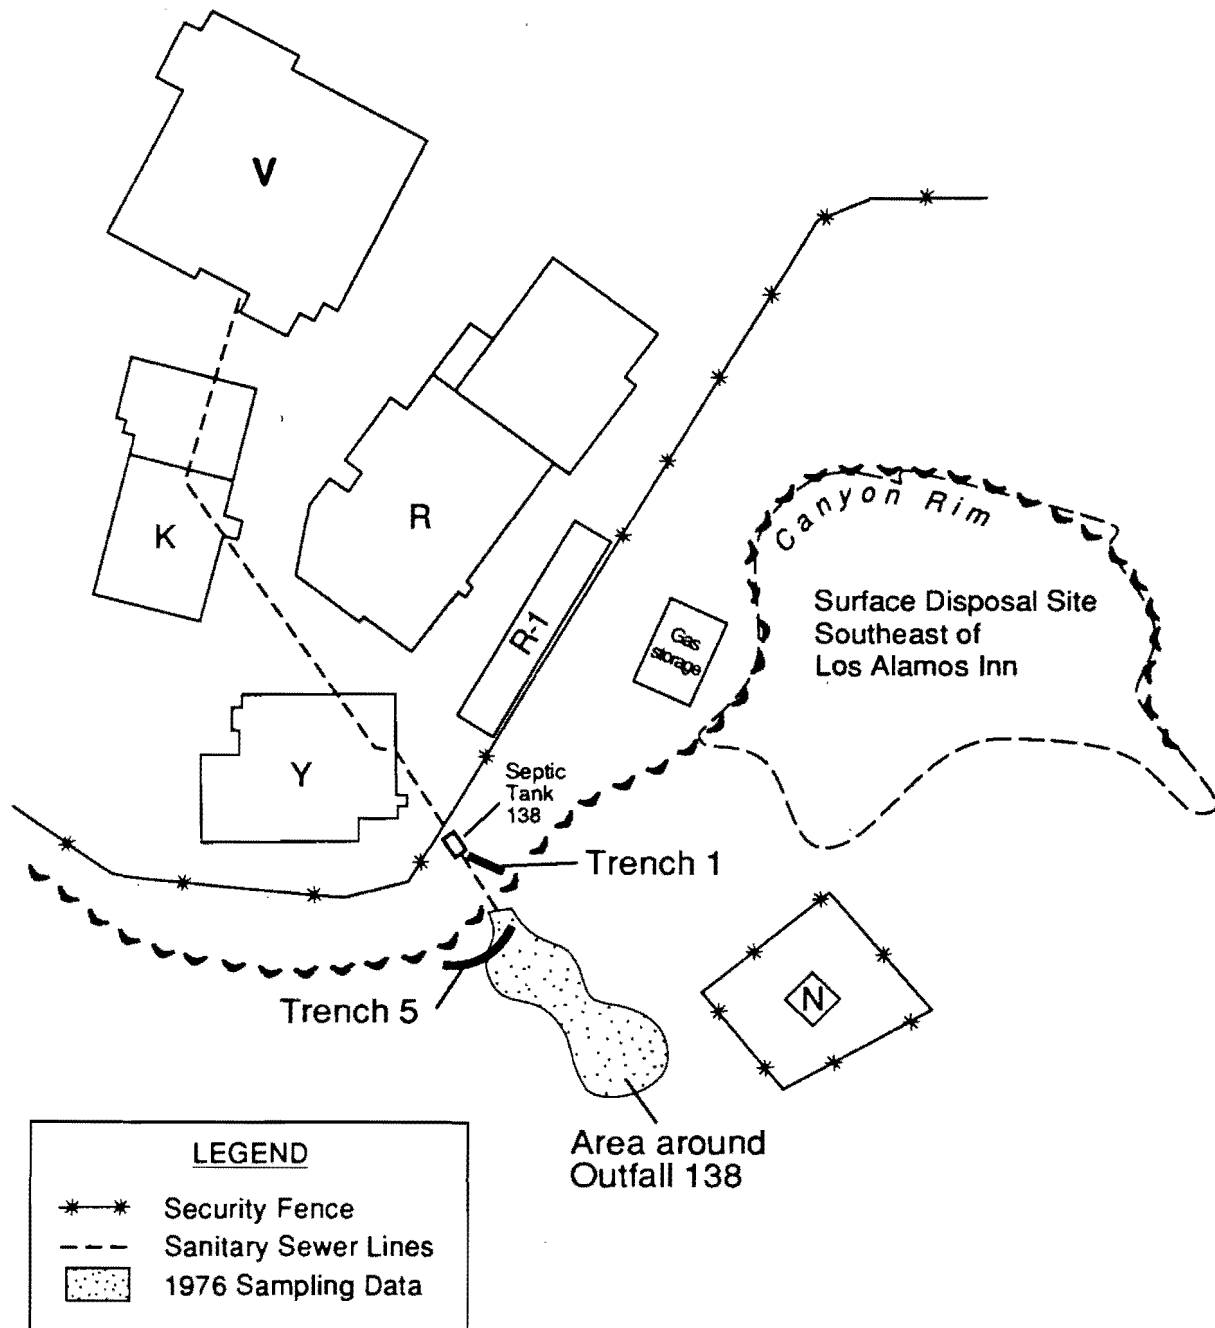 V
Canyon Rim
K
R
R-1
Gas
storage
Surface Disposal Site
Southeast of
Los Alamos Inn
Y
Septic
Tank
138
Trench 1
Trench 5
N
Area around
Outfall 138
LEGEND
Security Fence
Sanitary Sewer Lines
1976 Sampling Data